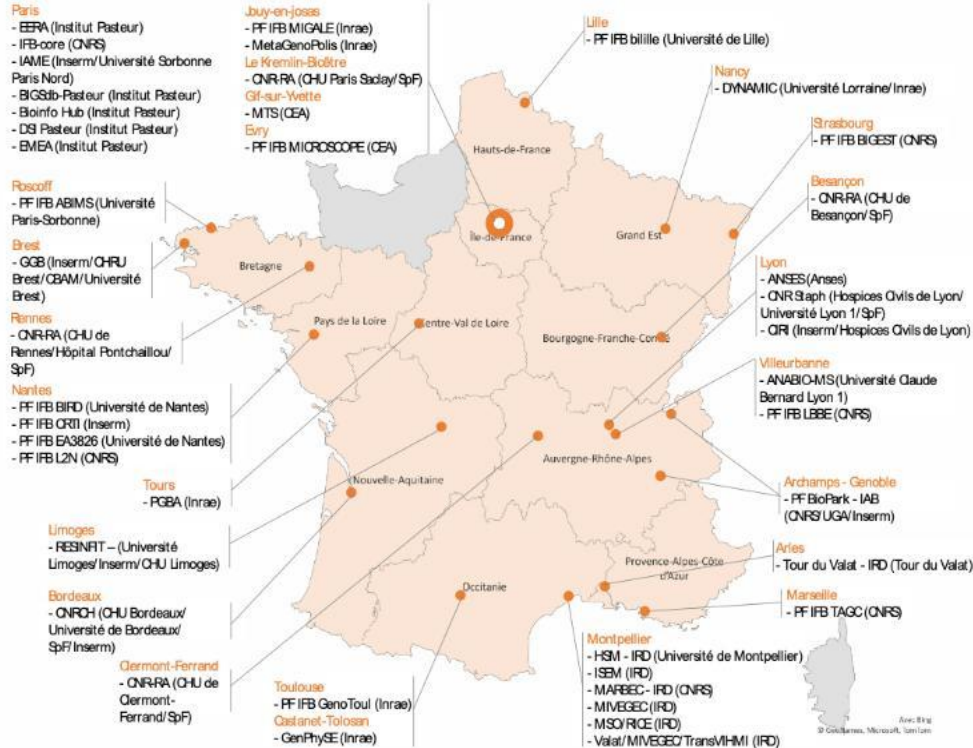 Paris
- EERA (Institut Pasteur)
- IFB-core (CNRS)
- IAME (Inserm/Université Sorbonne
Paris Nord)
- BIGSdb-Pasteur (Institut Pasteur)
- Bioinfo Hub (Institut Pasteur)
- DSI Pasteur (Institut Pasteur)
- EMEA (Institut Pasteur)
Jouy-en-josas
- PF IFB MIGALE (Inrae)
- MetaGenoPolis (Inrae)
Le Kremlin-Bicêtre
- CNR-RA (CHU Paris Saclay/SpF)
Gif-sur-Yvette
- MTS (CEA)
Evry
- PF IFB MICROSCOPE (CEA)
Lille
- PF IFB bilille (Université de Lille)
Nancy
- DYNAMIC (Université Lorraine/Inrae)
Strasbourg
- PF IFB BIGEST (CNRS)
Besançon
- CNR-RA (CHU de
Besançon/SpF)
Lyon
- ANSES (Anses)
- CNR Staph (Hospices Civils de Lyon/
Université Lyon 1/SpF)
- CIRI (Inserm/Hospices Civils de Lyon)
Villeurbanne
- ANABIO-MS (Université Claude
Bernard Lyon 1)
- PF IFB LBBE (CNRS)
Archamps - Genoble
- PF BioPark - IAB
(CNRS/UGA/Inserm)
Arles
- Tour du Valat - IRD (Tour du Valat)
Marseille
- PF IFB TAGC (CNRS)
Roscoff
- PF IFB ABIMS (Université
Paris-Sorbonne)
Brest
- GGB (Inserm/CHRU
Brest/CBAM/Université
Brest)
Rennes
- CNR-RA (CHU de
Rennes/Hôpital Pontchaillou/
SpF)
Nantes
- PF IFB BIRD (Université de Nantes)
- PF IFB CRTI (Inserm)
- PF IFB EA3826 (Université de Nantes)
- PF IFB L2N (CNRS)
Tours
- PGBA (Inrae)
Limoges
- RESINFIT – (Université
Limoges/Inserm/CHU Limoges)
Bordeaux
- CNRCH (CHU Bordeaux/
Université de Bordeaux/
SpF/Inserm)
Clermont-Ferrand
- CNR-RA (CHU de
Clermont-
Ferrand/SpF)
Toulouse
- PF IFB GenoToul (Inrae)
Castanet-Tolosan
- GenPhySE (Inrae)
Montpellier
- HSM - IRD (Université de Montpellier)
- ISEM (IRD)
- MARBEC - IRD (CNRS)
- MIVEGEC (IRD)
- MSO/RICE (IRD)
- Valat/MIVEGEC/TransVIHMI (IRD)
Hauts-de-France
Île-de-France
Grand Est
Bretagne
Pays de la Loire
Centre-Val de Loire
Bourgogne-Franche-Comté
Nouvelle-Aquitaine
Auvergne-Rhône-Alpes
Occitanie
Provence-Alpes-Côte
d'Azur
Avec Bing
© GeoNames, Microsoft, TomTom